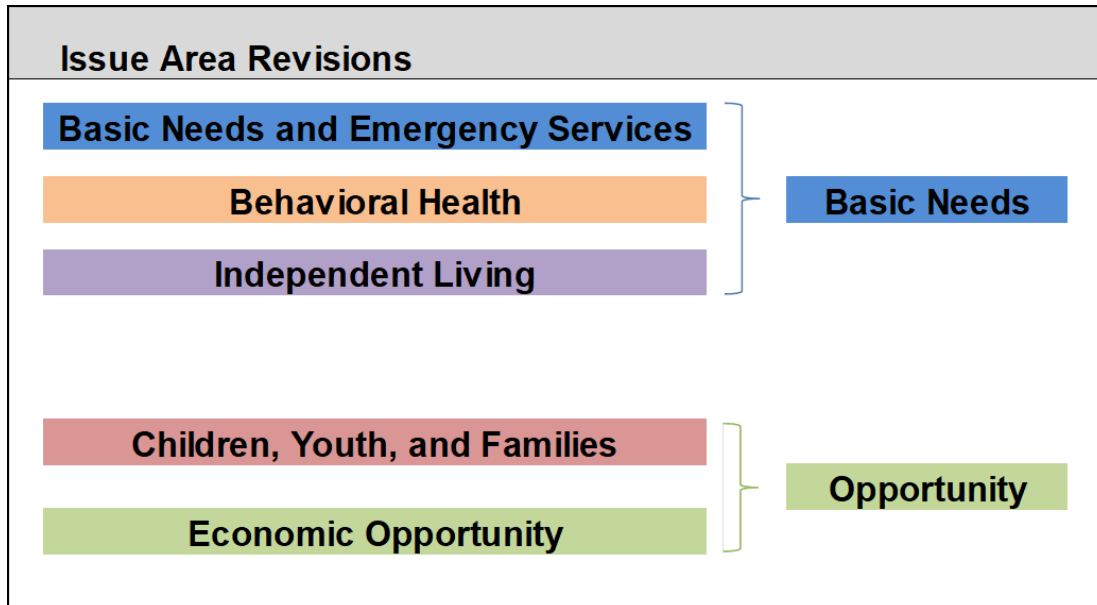 Issue Area Revisions
Basic Needs and Emergency Services
Behavioral Health
Independent Living
Basic Needs
Children, Youth, and Families
Economic Opportunity
Opportunity